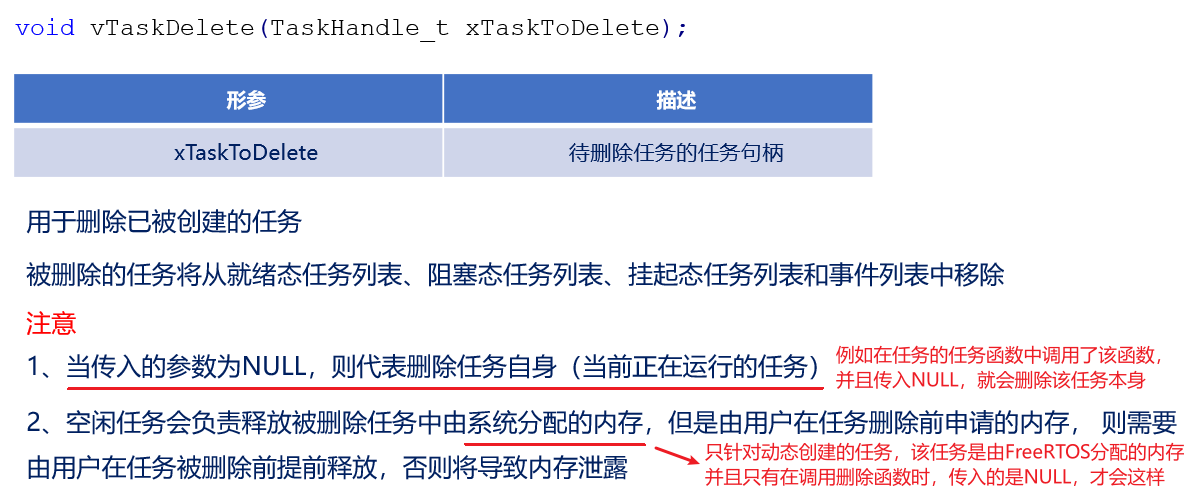 void vTaskDelete(TaskHandle_t xTaskToDelete);
形参 描述
xTaskToDelete 待删除任务的任务句柄
用于删除已被创建的任务
被删除的任务将从就绪态任务列表、阻塞态任务列表、挂起态任务列表和事件列表中移除
注意
1、当传入的参数为NULL，则代表删除任务自身（当前正在运行的任务）
例如在任务的任务函数中调用了该函数，
并且传入NULL，就会删除该任务本身
2、空闲任务会负责释放被删除任务中由系统分配的内存，但是由用户在任务删除前申请的内存， 则需要
由用户在任务被删除前提前释放，否则将导致内存泄露
只针对动态创建的任务，该任务是由FreeRTOS分配的内存
并且只有在调用删除函数时，传入的是NULL，才会这样